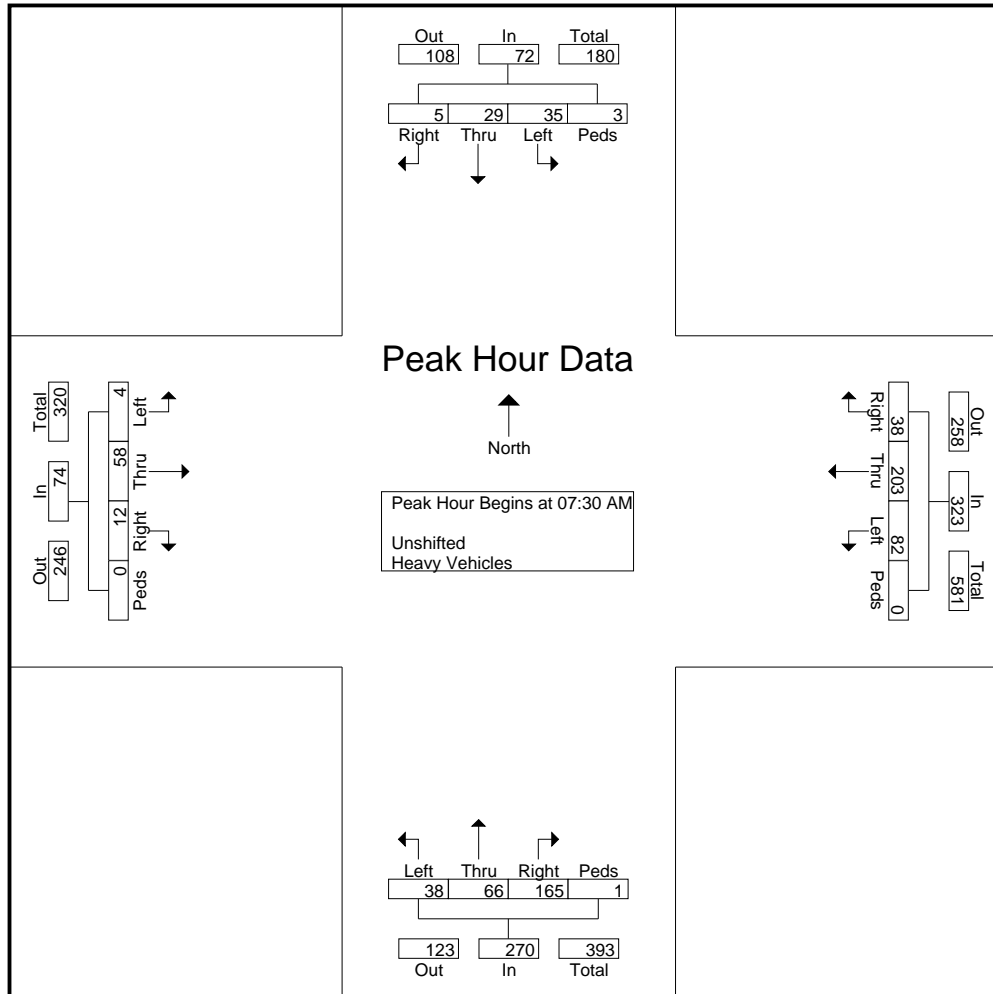 Out In Total
108 72 180
5 29 35 3
Right Thru Left Peds
Peak Hour Data
North
Peak Hour Begins at 07:30 AM
Unshifted
Heavy Vehicles
Total In Out
320 74 246
4 58 12 0
Left Thru Right Peds
Out In Total
258 323 581
38 203 82 0
Right Thru Left Peds
Left Thru Right Peds
38 66 165 1
123 270 393
Out In Total